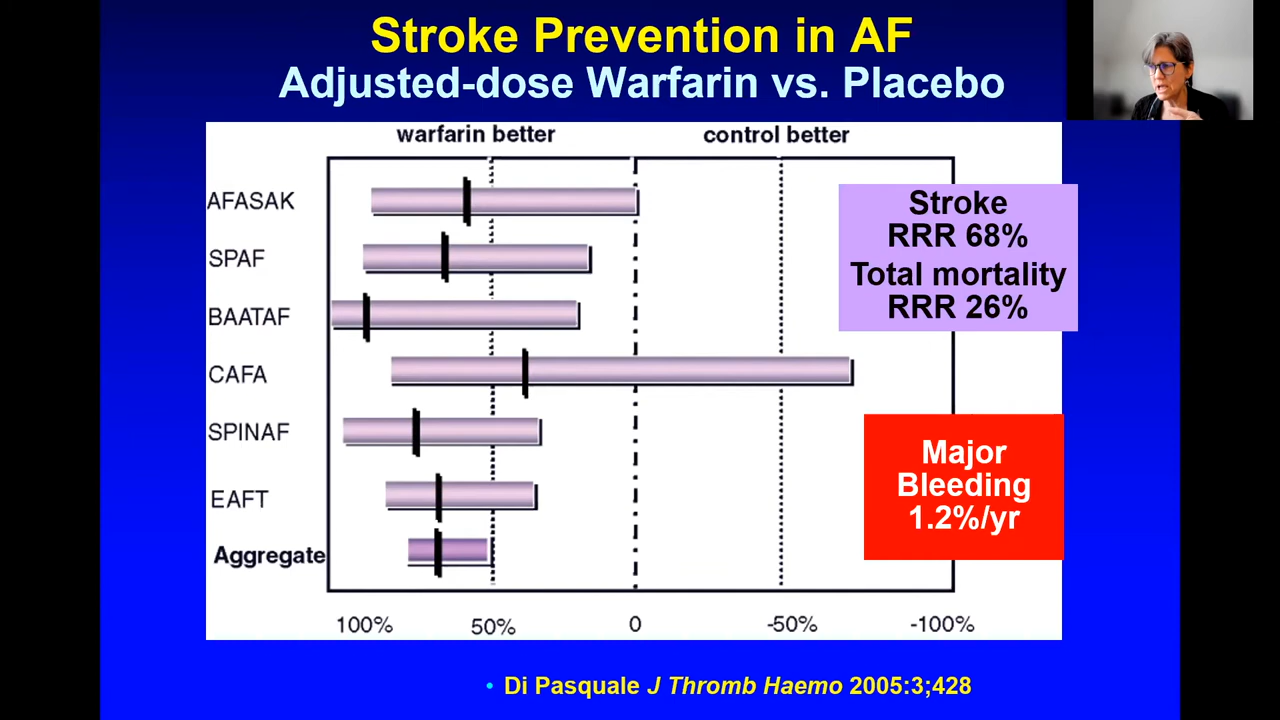 Stroke Prevention in AF
Adjusted-dose Warfarin vs. Placebo
warfarin better control better
AFASAK
SPAF
BAATAF
CAFA
SPINAF
EAFT
Aggregate
100% 50% 0 -50% -100%
Stroke
RRR 68%
Total mortality
RRR 26%
Major
Bleeding
1.2%/yr
• Di Pasquale J Thromb Haemo 2005:3;428